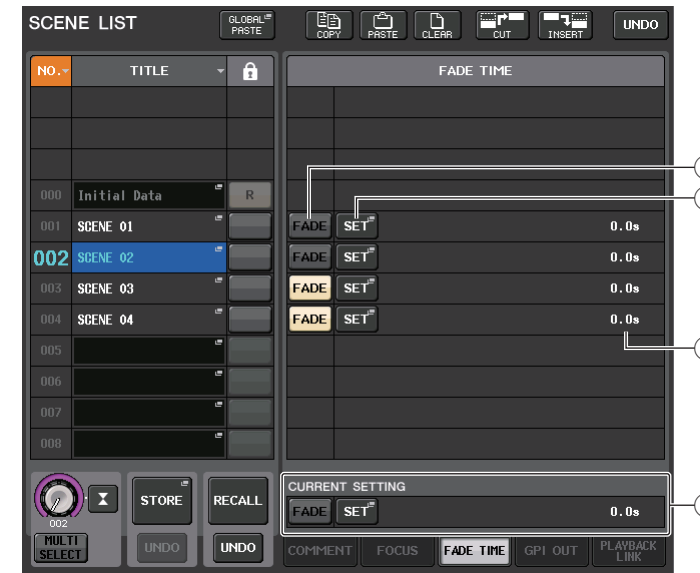 SCENE LIST GLOBAL PASTE COPY PASTE CLEAR CUT INSERT UNDO
NO. TITLE FADE TIME
000 Initial Data R
001 SCENE 01 FADE SET 0.0s
002 SCENE 02 FADE SET 0.0s
003 SCENE 03 FADE SET 0.0s
004 SCENE 04 FADE SET 0.0s
005
006
007
008
CURRENT SETTING
STORE RECALL FADE SET 0.0s
002
MULTI SELECT UNDO UNDO COMMENT FOCUS FADE TIME GPI OUT PLAYBACK LINK